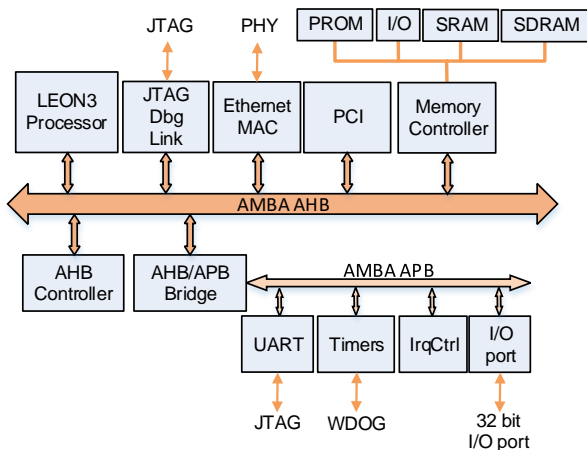 JTAG
PHY
PROM
I/O
SRAM
SDRAM
LEON3
Processor
JTAG
Dbg
Link
Ethernet
MAC
PCI
Memory
Controller
AMBA AHB
AHB
Controller
AHB/APB
Bridge
AMBA APB
UART
Timers
IrqCtrl
I/O
port
JTAG
WDOG
32 bit
I/O port